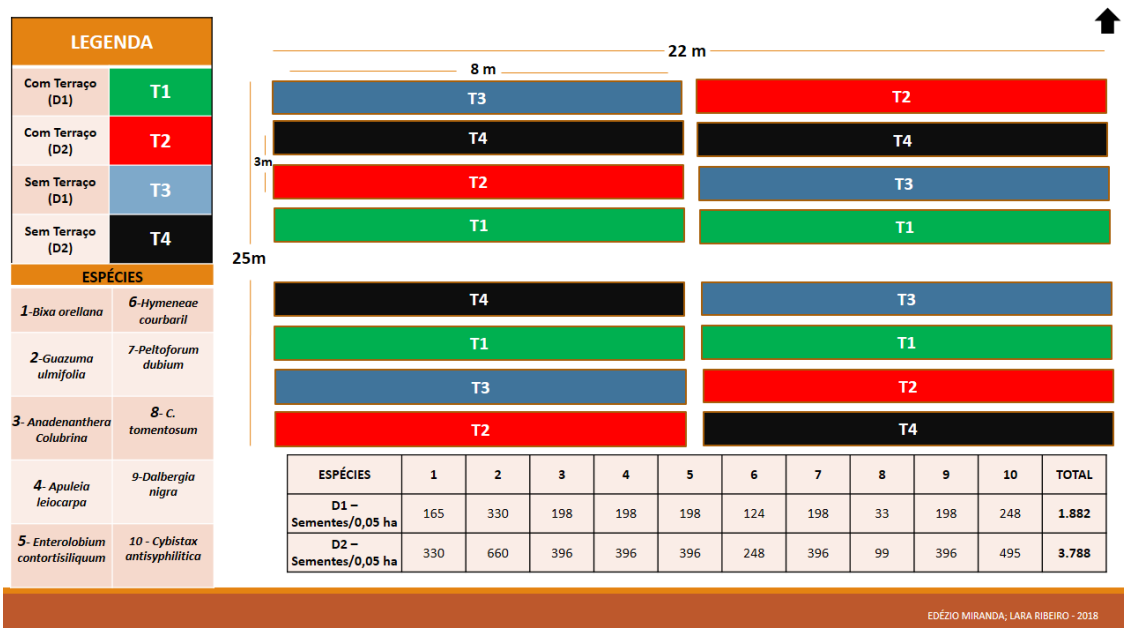 LEGENDA
Com Terraço
(D1)
T1
Com Terraço
(D2)
T2
Sem Terraço
(D1)
T3
Sem Terraço
(D2)
T4
ESPÉCIES
1-Bixa orellana
6-Hymeneae
courbaril
2-Guazuma
ulmifolia
7-Peltoforum
dubium
3- Anadenanthera
Colubrina
8- C.
tomentosum
4- Apuleia
leiocarpa
9-Dalbergia
nigra
5- Enterolobium
contortisiliquum
10 - Cybistax
antisyphilitica
22 m
8 m
3m
25m
T3 T2
T4 T4
T2 T3
T1 T1
T4 T3
T1 T1
T3 T2
T2 T4
ESPÉCIES 1 2 3 4 5 6 7 8 9 10 TOTAL
D1 –
Sementes/0,05 ha 165 330 198 198 198 124 198 33 198 248 1.882
D2 –
Sementes/0,05 ha 330 660 396 396 396 248 396 99 396 495 3.788
EDÉZIO MIRANDA; LARA RIBEIRO - 2018